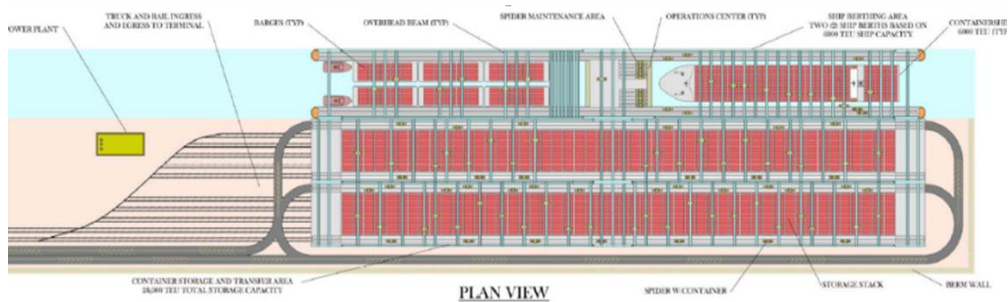 TRUCK AND RAIL INGRESS
AND EGRESS TO TERMINAL
BARGES (TYP)
OVERHEAD BEAM (TYP)
SPIDER MAINTENANCE AREA
OPERATIONS CENTER (TYP)
SHIP BERTHING AREA
TWO (2) SHIP BERTHS BASED ON
6000 TEU SHIP CAPACITY
CONTAINERSH
6000 TEU (TY
OWER PLANT
CONTAINER STORAGE AND TRANSFER AREA
28,000 TEU TOTAL STORAGE CAPACITY
PLAN VIEW
SPIDER W/CONTAINER
STORAGE STACK
BERM WALL